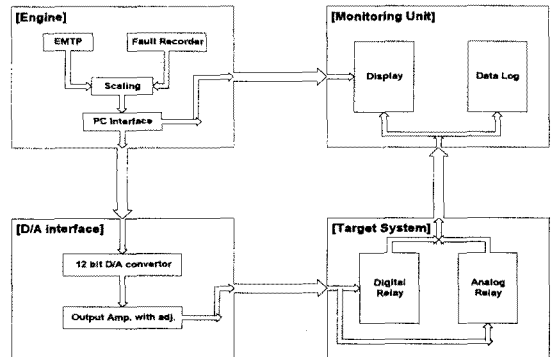 [Engine]
EMTP
Fault Recorder
Scaling
PC Interface
[Monitoring Unit]
Display
Data Log
[D/A interface]
12 bit D/A convertor
Output Amp. with adj.
[Target System]
Digital
Relay
Analog
Relay